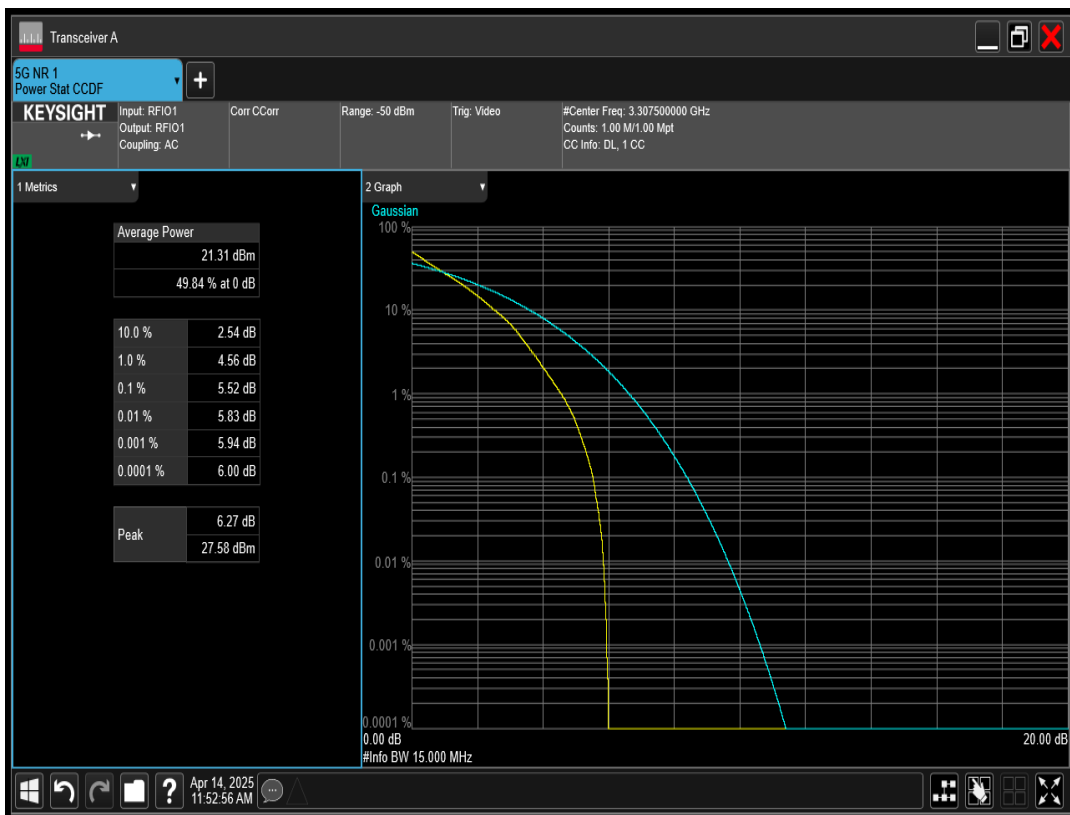 Transceiver A
5G NR 1
Power Stat CCDF
+
KEYSIGHT
LXI
Input: RFIO1
Output: RFIO1
Coupling: AC
Corr CCorr
Range: -50 dBm
Trig: Video
#Center Freq: 3.307500000 GHz
Counts: 1.00 M/1.00 Mpt
CC Info: DL, 1 CC
1 Metrics
Average Power
21.31 dBm
49.84 % at 0 dB
10.0 % 2.54 dB
1.0 % 4.56 dB
0.1 % 5.52 dB
0.01 % 5.83 dB
0.001 % 5.94 dB
0.0001 % 6.00 dB
Peak
6.27 dB
27.58 dBm
2 Graph
Gaussian
100 %
10 %
1 %
0.1 %
0.01 %
0.001 %
0.0001 %
0.00 dB 20.00 dB
#Info BW 15.000 MHz
?
Apr 14, 2025
11:52:56 AM